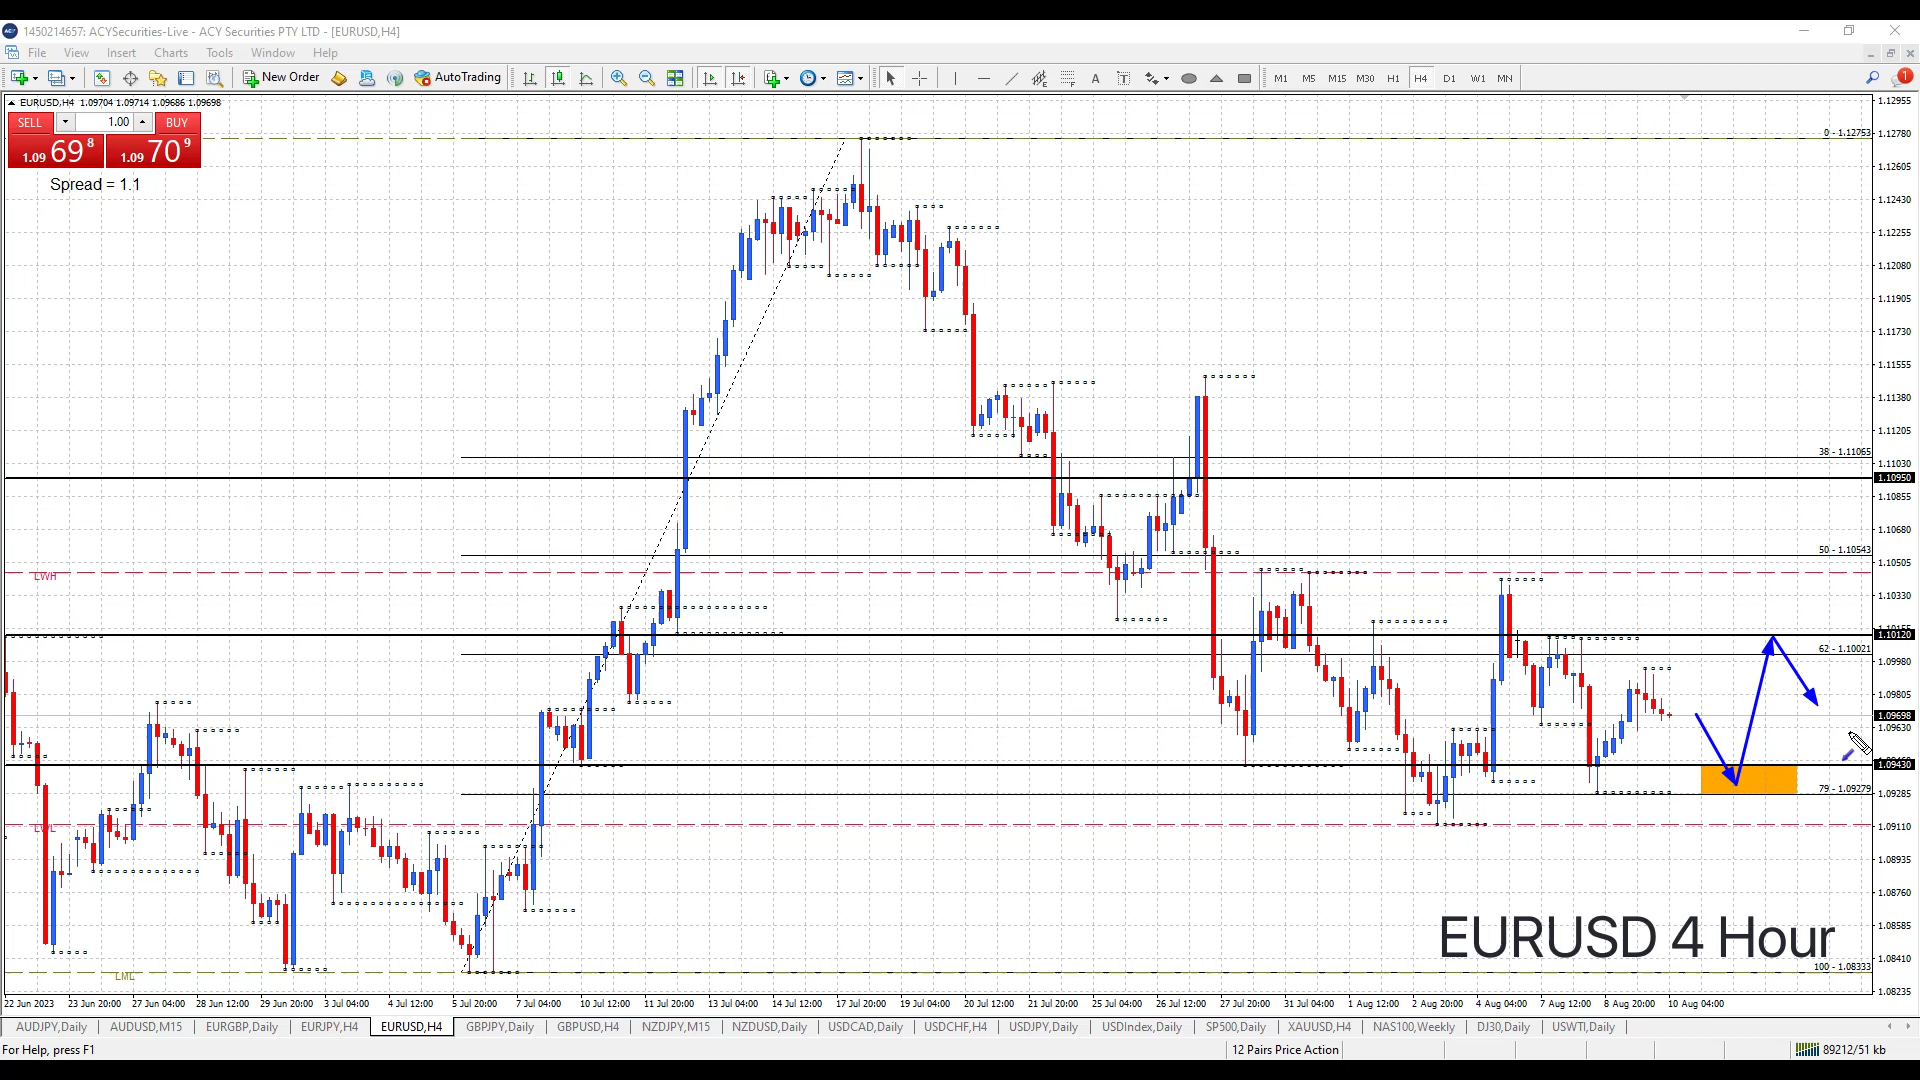 1450214657: ACYSecurities-Live - ACY Securities PTY LTD - [EURUSD,H4]
File View Insert Charts Tools Window Help
New Order AutoTrading A T M1 M5 M15 M30 H1 H4 D1 W1 MN 1
EURUSD,H4 1.09704 1.09714 1.09686 1.09698
SELL 1.00 BUY
1.09 69 8 1.09 70 9
Spread = 1.1
1.12955
0 - 1.12753 1.12780
1.12605
1.12430
1.12255
1.12080
1.11905
1.11730
1.11555
1.11380
1.11205
38 - 1.11065
1.11030
1.10950
1.10855
1.10680
50 - 1.10543
1.10505
LWH
1.10330
1.10155
1.10120
62 - 1.10021
1.09980
1.09805
1.09698
1.09630
1.09430
79 - 1.09279 1.09285
LWL 1.09110
1.08935
1.08760
1.08585
EURUSD 4 Hour
1.08410
LML 100 - 1.08333
1.08235
22 Jun 2023 23 Jun 20:00 27 Jun 04:00 28 Jun 12:00 29 Jun 20:00 3 Jul 04:00 4 Jul 12:00 5 Jul 20:00 7 Jul 04:00 10 Jul 12:00 11 Jul 20:00 13 Jul 04:00 14 Jul 12:00 17 Jul 20:00 19 Jul 04:00 20 Jul 12:00 21 Jul 20:00 25 Jul 04:00 26 Jul 12:00 27 Jul 20:00 31 Jul 04:00 1 Aug 12:00 2 Aug 20:00 4 Aug 04:00 7 Aug 12:00 8 Aug 20:00 10 Aug 04:00
AUDJPY,Daily AUDUSD,M15 EURGBP,Daily EURJPY,H4 EURUSD,H4 GBPJPY,Daily GBPUSD,H4 NZDJPY,M15 NZDUSD,Daily USDCAD,Daily USDCHF,H4 USDJPY,Daily USDIndex,Daily SP500,Daily XAUUSD,H4 NAS100,Weekly DJ30,Daily USWTI,Daily
For Help, press F1 12 Pairs Price Action 89212/51 kb